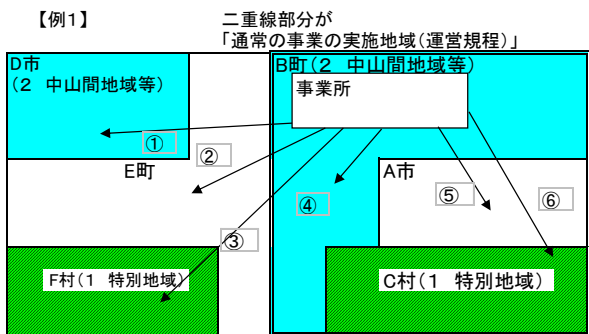 【例1】
二重線部分が
「通常の事業の実施地域(運営規程)」
D市
(2 中山間地域等)
B町(2 中山間地域等)
事業所
①
②
E町
A市
③
④
⑤
⑥
F村(1 特別地域)
C村(1 特別地域)